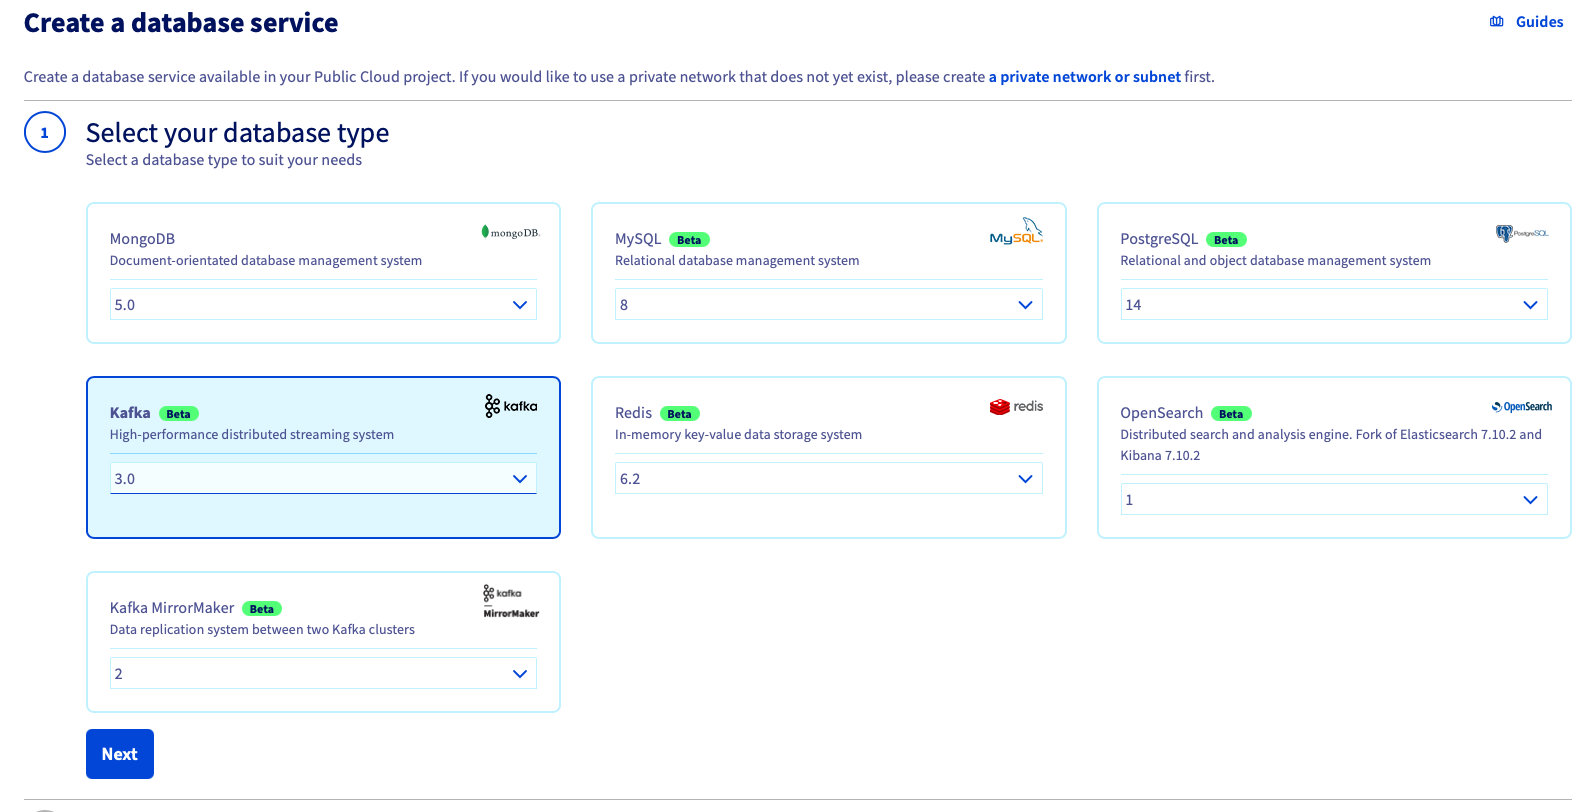 Create a database service
Guides
Create a database service available in your Public Cloud project. If you would like to use a private network that does not yet exist, please create a private network or subnet first.
1
Select your database type
Select a database type to suit your needs
MongoDB
mongoDB.
Document-orientated database management system
5.0
MySQL Beta
MySQL.
Relational database management system
8
PostgreSQL Beta
PostgreSQL
Relational and object database management system
14
Kafka Beta
kafka
High-performance distributed streaming system
3.0
Redis Beta
redis
In-memory key-value data storage system
6.2
OpenSearch Beta
OpenSearch
Distributed search and analysis engine. Fork of Elasticsearch 7.10.2 and
Kibana 7.10.2
1
Kafka MirrorMaker Beta
kafka
MirrorMaker
Data replication system between two Kafka clusters
2
Next